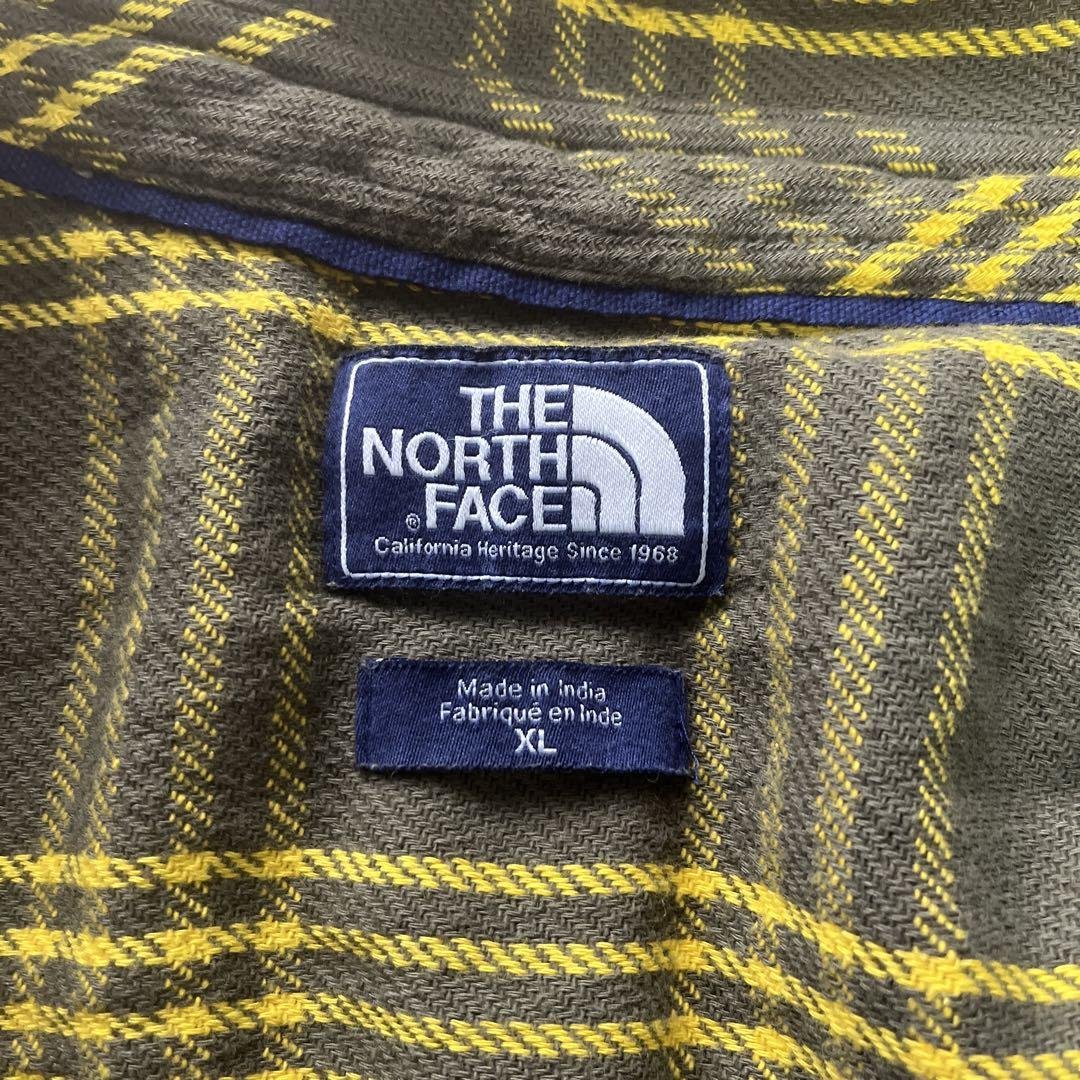 THE
NORTH
® FACE
California Heritage Since 1968
Made in India
Fabriqué en Inde
XL